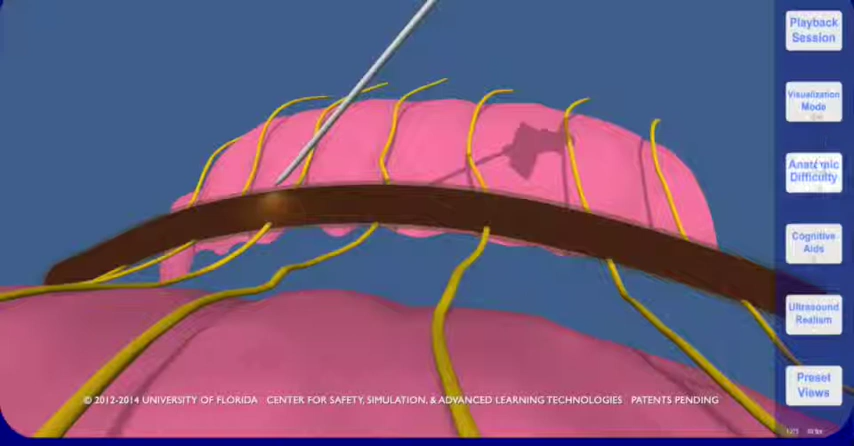 Playback
Session
Visualization
Mode
Anatomic
Difficulty
Cognitive
Aids
Ultrasound
Realism
Preset
Views
© 2012-2014 UNIVERSITY OF FLORIDA CENTER FOR SAFETY, SIMULATION, & ADVANCED LEARNING TECHNOLOGIES PATENTS PENDING